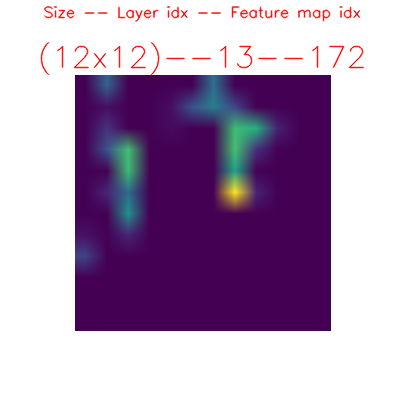 Size -- Layer idx -- Feature map idx
(12x12)--13--172